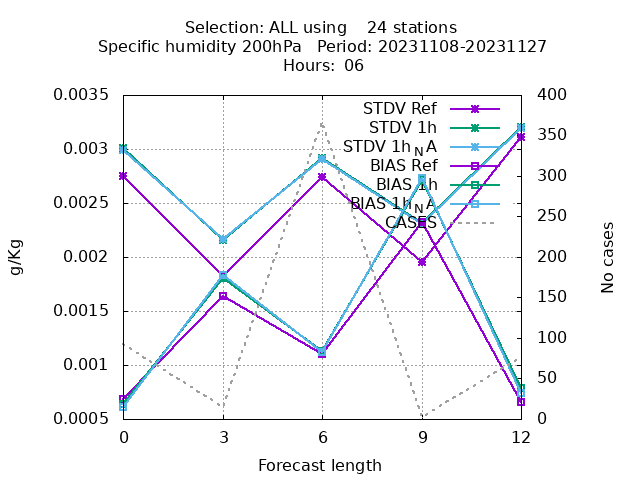 Selection: ALL using    24 stations
Specific humidity 200hPa   Period: 20231108-20231127
Hours:  06
0.0035
0.003
0.0025
0.002
0.0015
0.001
0.0005
g/Kg
400
350
300
250
200
150
100
50
0
No cases
STDV Ref
STDV 1h
STDV 1h_NA
BIAS Ref
BIAS 1h
BIAS 1h_NA
CASES
0 3 6 9 12
Forecast length